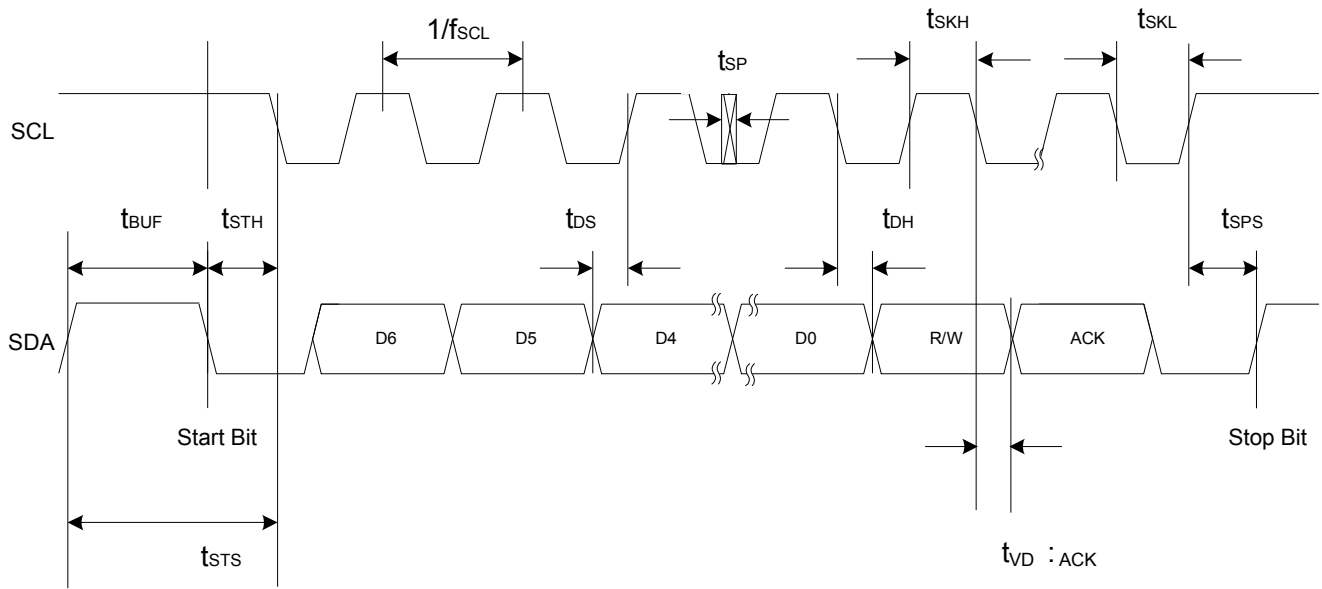 1/fSCL
tSP
tSKH
tSKL
SCL
tBUF
tSTH
tDS
tDH
tSPS
SDA
D6
D5
D4
D0
R/W
ACK
Start Bit
Stop Bit
tSTS
tVD :ACK